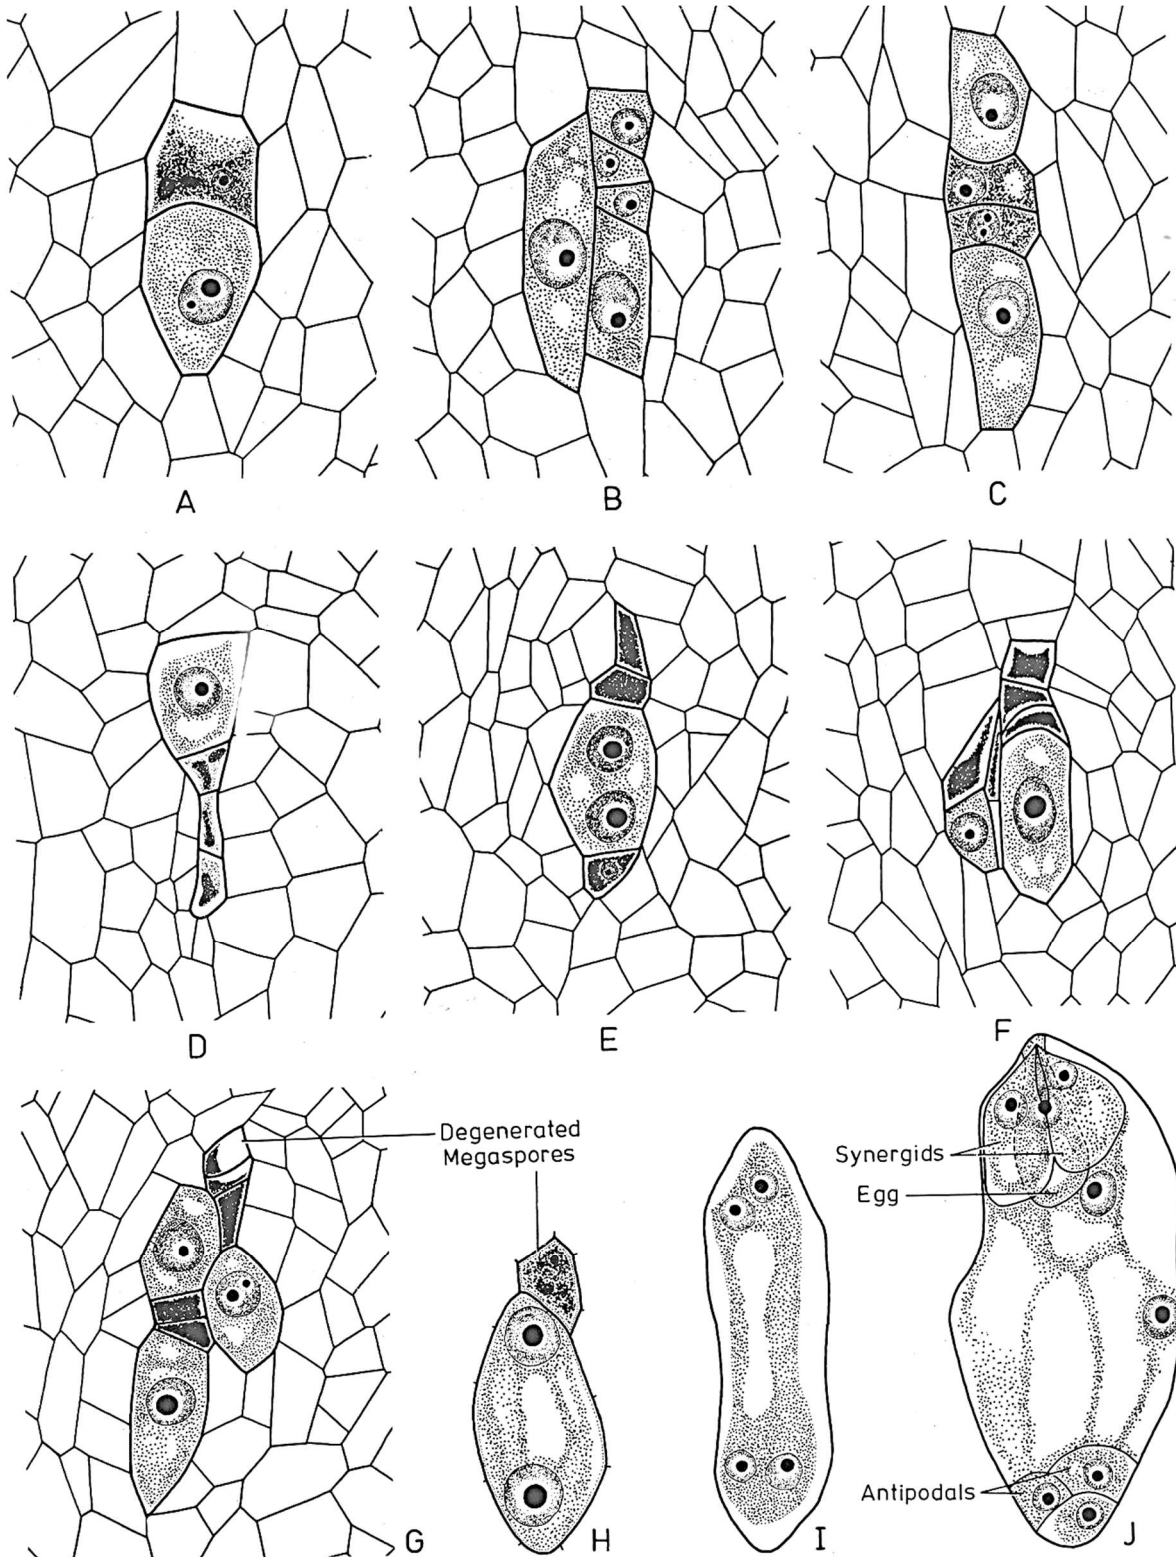 A
B
C
D
E
F
Degenerated
Megaspores
Synergids
Egg
Antipodals
G
H
I
J